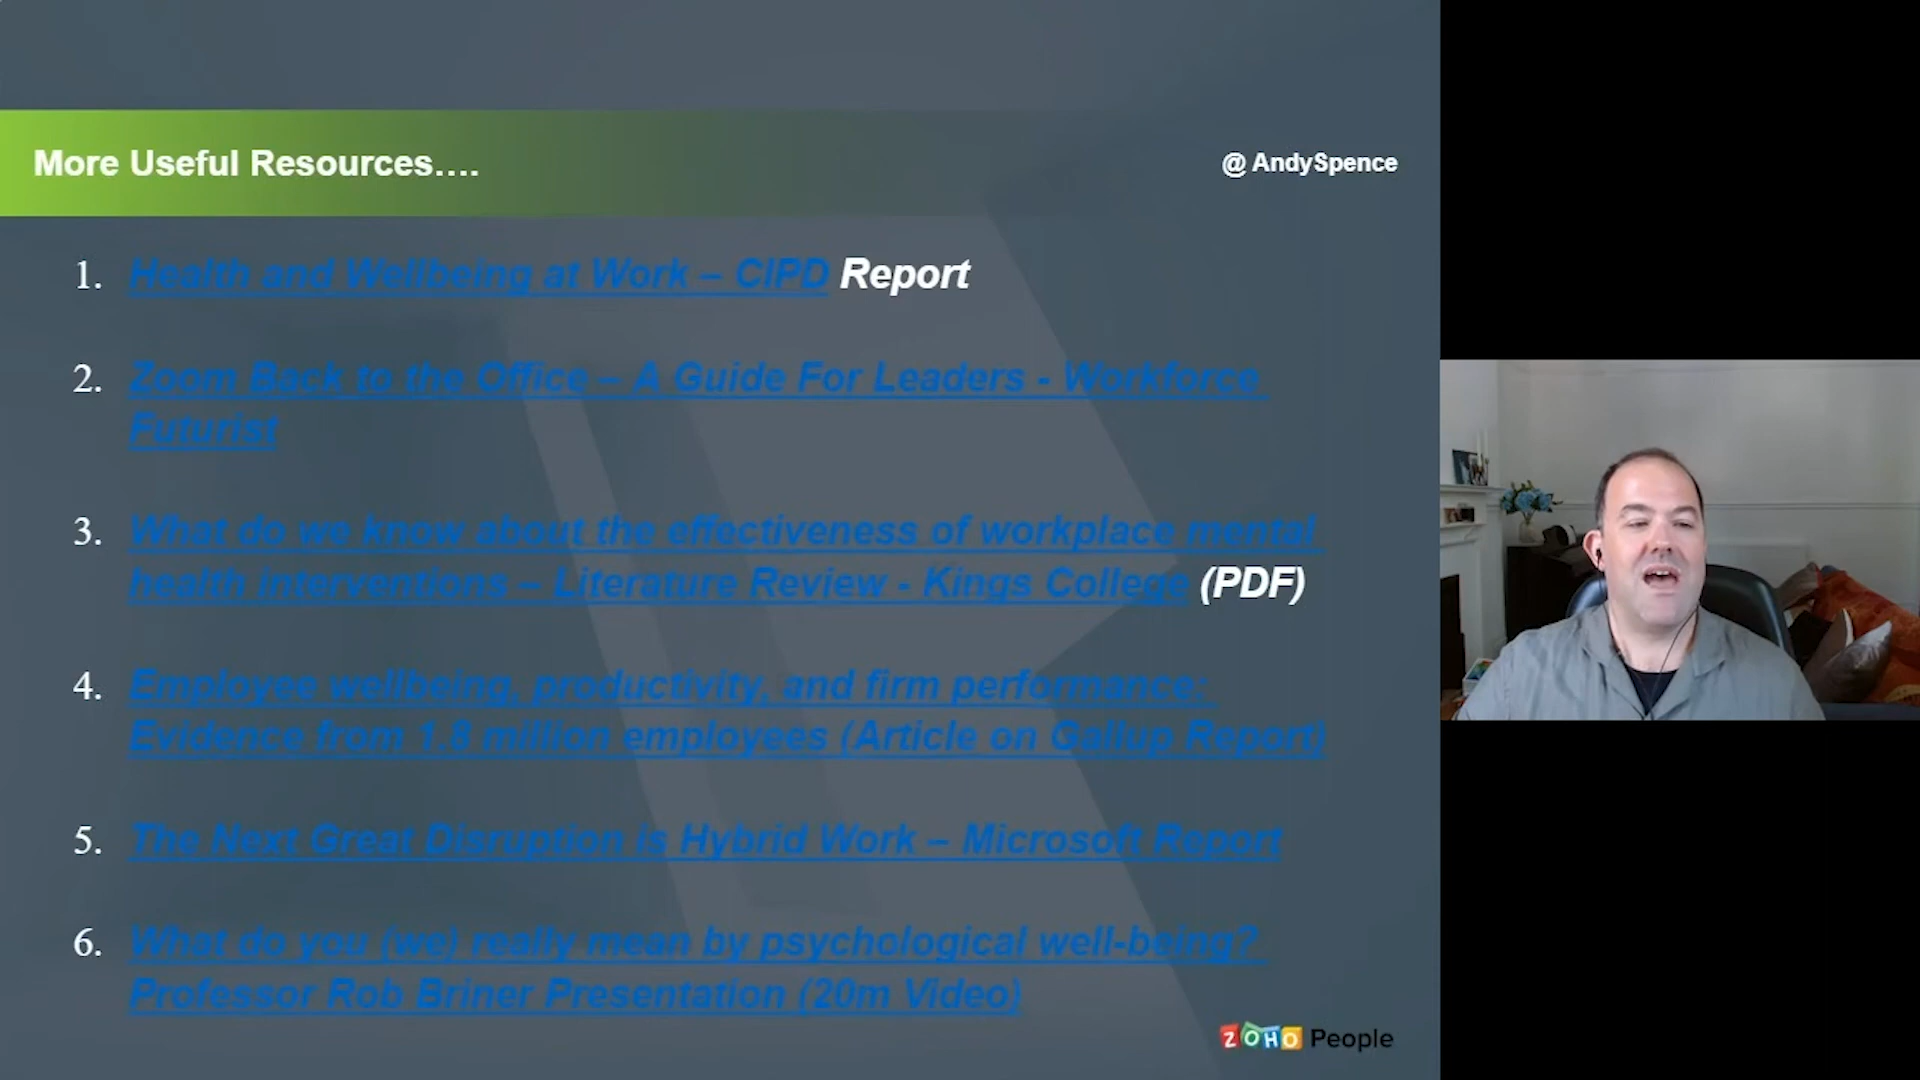 More Useful Resources....
@ AndySpence
1. Health and Wellbeing at Work – CIPD Report
2. Zoom Back to the Office – A Guide For Leaders - Workforce
Futurist
3. What do we know about the effectiveness of workplace mental
health interventions – Literature Review - Kings College (PDF)
4. Employee wellbeing, productivity, and firm performance:
Evidence from 1.8 million employees (Article on Gallup Report)
5. The Next Great Disruption is Hybrid Work – Microsoft Report
6. What do you (we) really mean by psychological well-being?
Professor Rob Briner Presentation (20m Video)
ZOHO People